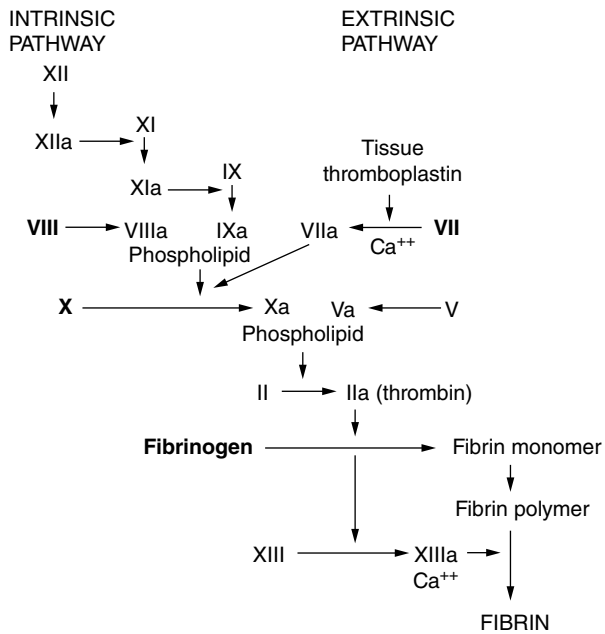 INTRINSIC
PATHWAY
EXTRINSIC
PATHWAY
XII
XIIa
XI
XIa
IX
Tissue
thromboplastin
VIII
VIIIa
IXa
Phospholipid
VIIa
VII
Ca++
X
Xa
Va
V
Phospholipid
II
IIa (thrombin)
Fibrinogen
Fibrin monomer
Fibrin polymer
XIII
XIIIa
Ca++
FIBRIN